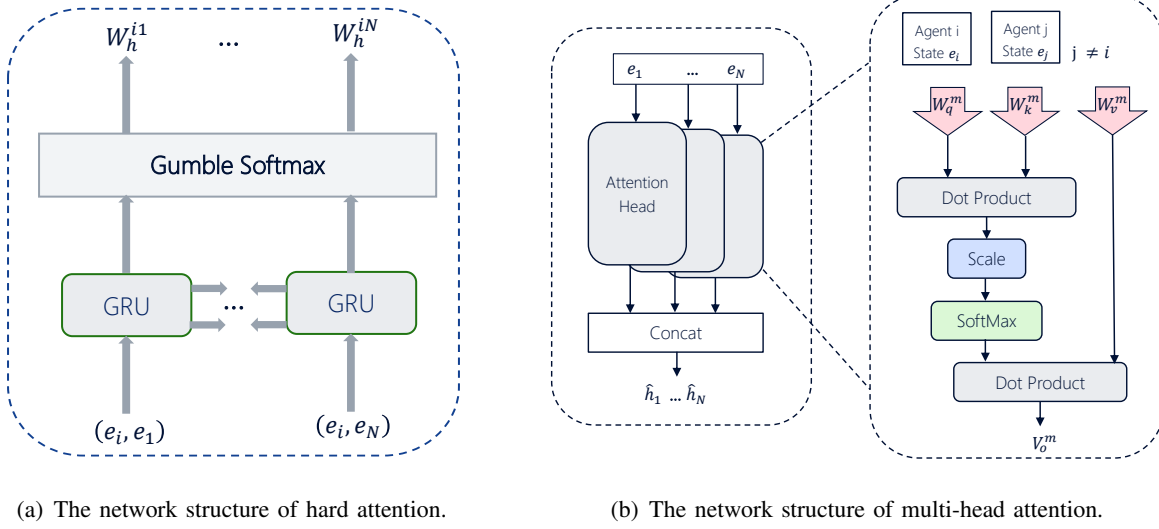 W_h^{i1} ... W_h^{iN}
Gumble Softmax
GRU ... GRU
(e_i, e_1) (e_i, e_N)
(a) The network structure of hard attention.
e_1 ... e_N
Attention
Head
Concat
ĥ_1 ... ĥ_N
Agent i
State e_i
Agent j
State e_j
j ≠ i
W_q^m W_k^m W_v^m
Dot Product
Scale
SoftMax
Dot Product
V_o^m
(b) The network structure of multi-head attention.